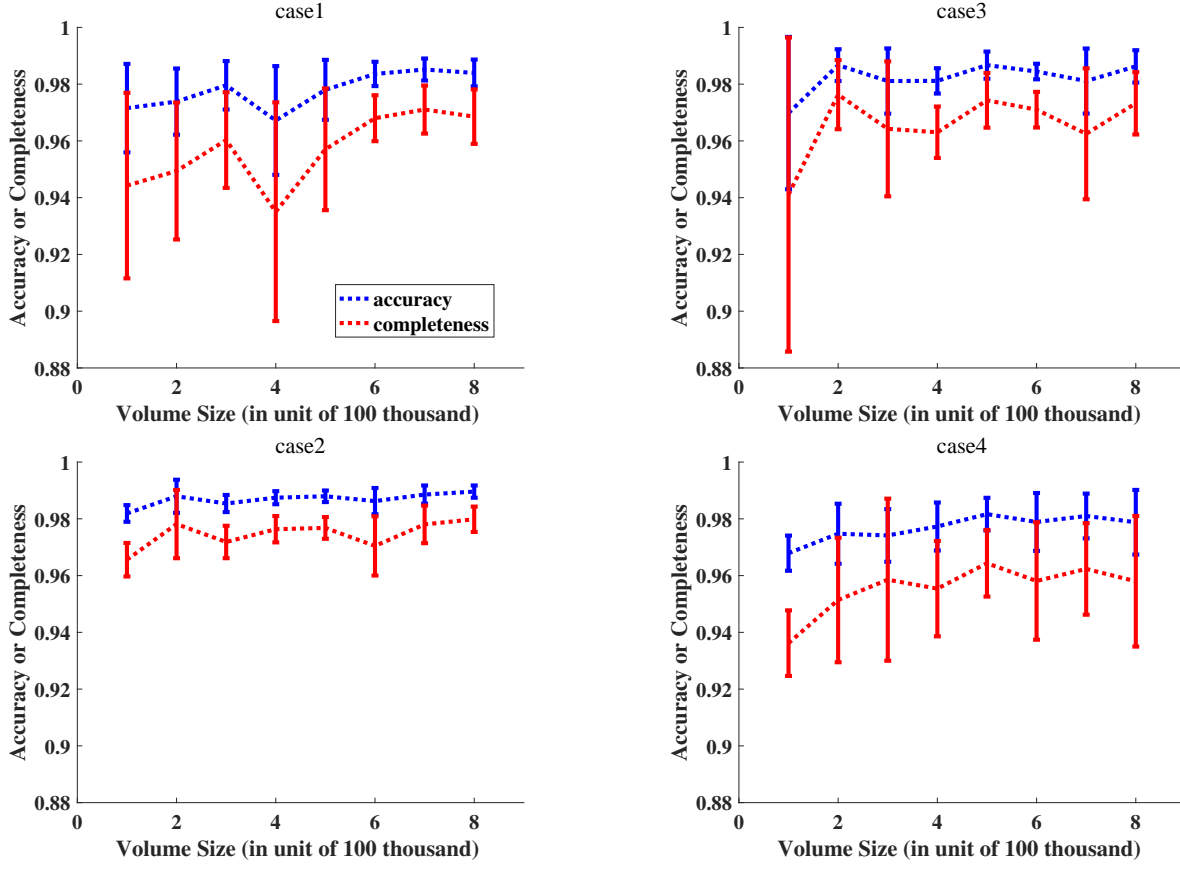 case1
1
0.98
0.96
0.94
0.92
0.9
0.88
Accuracy or Completeness
accuracy
completeness
0 2 4 6 8
Volume Size (in unit of 100 thousand)
case3
1
0.98
0.96
0.94
0.92
0.9
0.88
Accuracy or Completeness
0 2 4 6 8
Volume Size (in unit of 100 thousand)
case2
1
0.98
0.96
0.94
0.92
0.9
0.88
Accuracy or Completeness
0 2 4 6 8
Volume Size (in unit of 100 thousand)
case4
1
0.98
0.96
0.94
0.92
0.9
0.88
Accuracy or Completeness
0 2 4 6 8
Volume Size (in unit of 100 thousand)